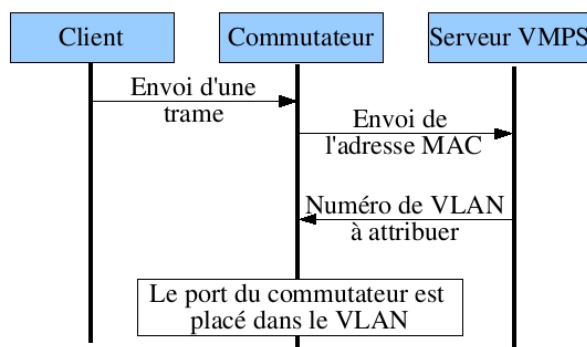 Client
Commutateur
Serveur VMPS
Envoi d'une
trame
Envoi de
l'adresse MAC
Numéro de VLAN
à attribuer
Le port du commutateur est
placé dans le VLAN